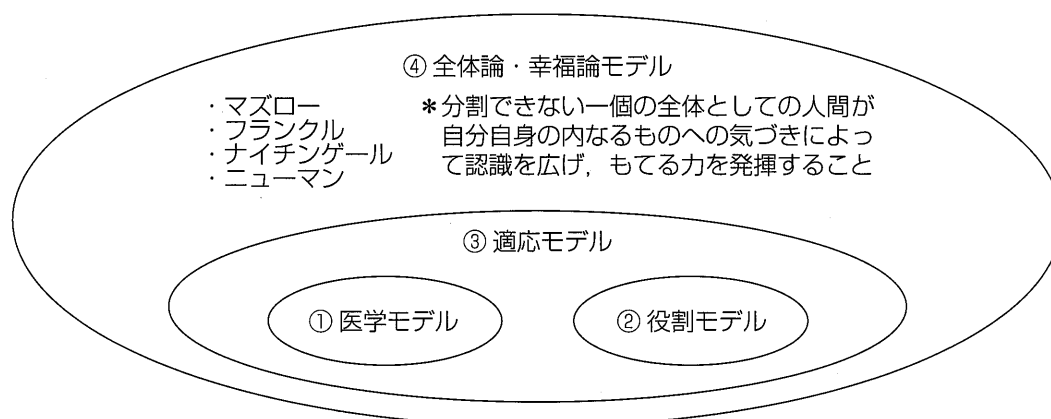 ④ 全体論・幸福論モデル
・マズロー
・フランクル
・ナイチンゲール
・ニューマン
＊分割できない一個の全体としての人間が
自分自身の内なるものへの気づきによっ
て認識を広げ，もてる力を発揮すること
③ 適応モデル
① 医学モデル
② 役割モデル